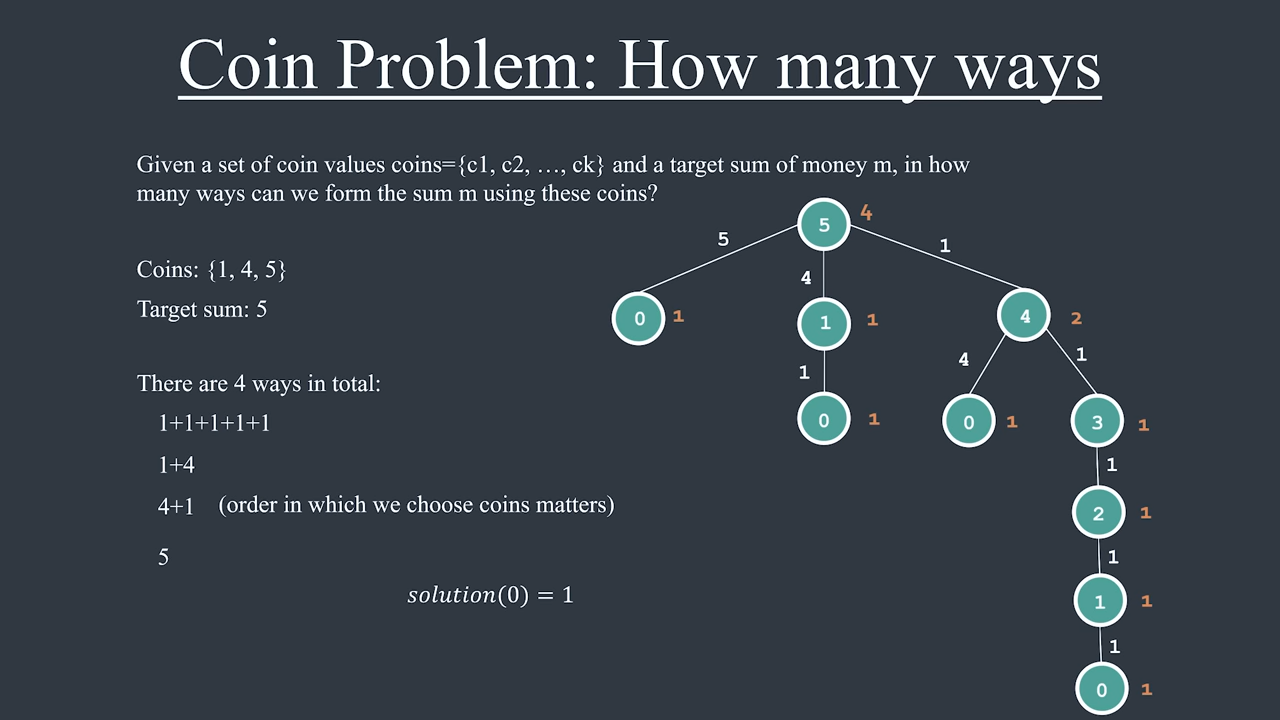 Coin Problem: How many ways
Given a set of coin values coins={c1, c2, …, ck} and a target sum of money m, in how
many ways can we form the sum m using these coins?
Coins: {1, 4, 5}
Target sum: 5
There are 4 ways in total:
1+1+1+1+1
1+4
4+1 (order in which we choose coins matters)
5
solution(0) = 1
5 4
5 4 1
0 1 1 1 4 2
1 4 1
0 1 0 1 3 1
1
2 1
1
1 1
1
0 1